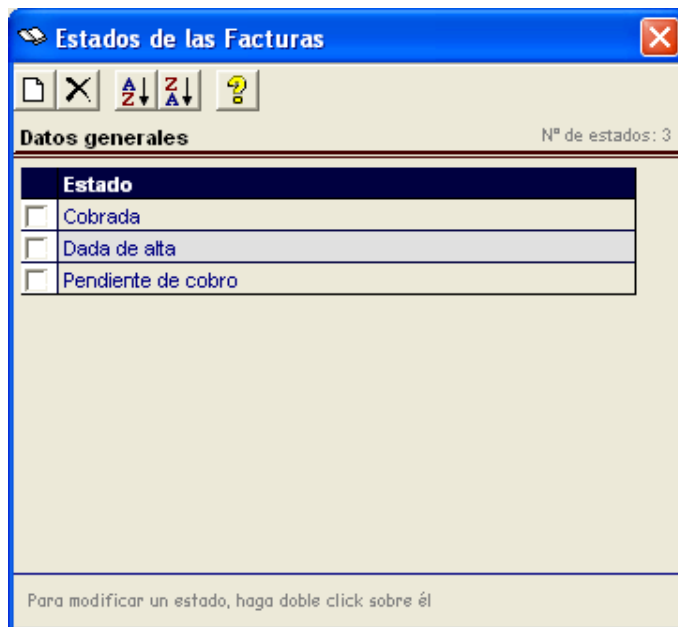 Estados de las Facturas
Datos generales Nº de estados: 3
Estado
Cobrada
Dada de alta
Pendiente de cobro
Para modificar un estado, haga doble click sobre él